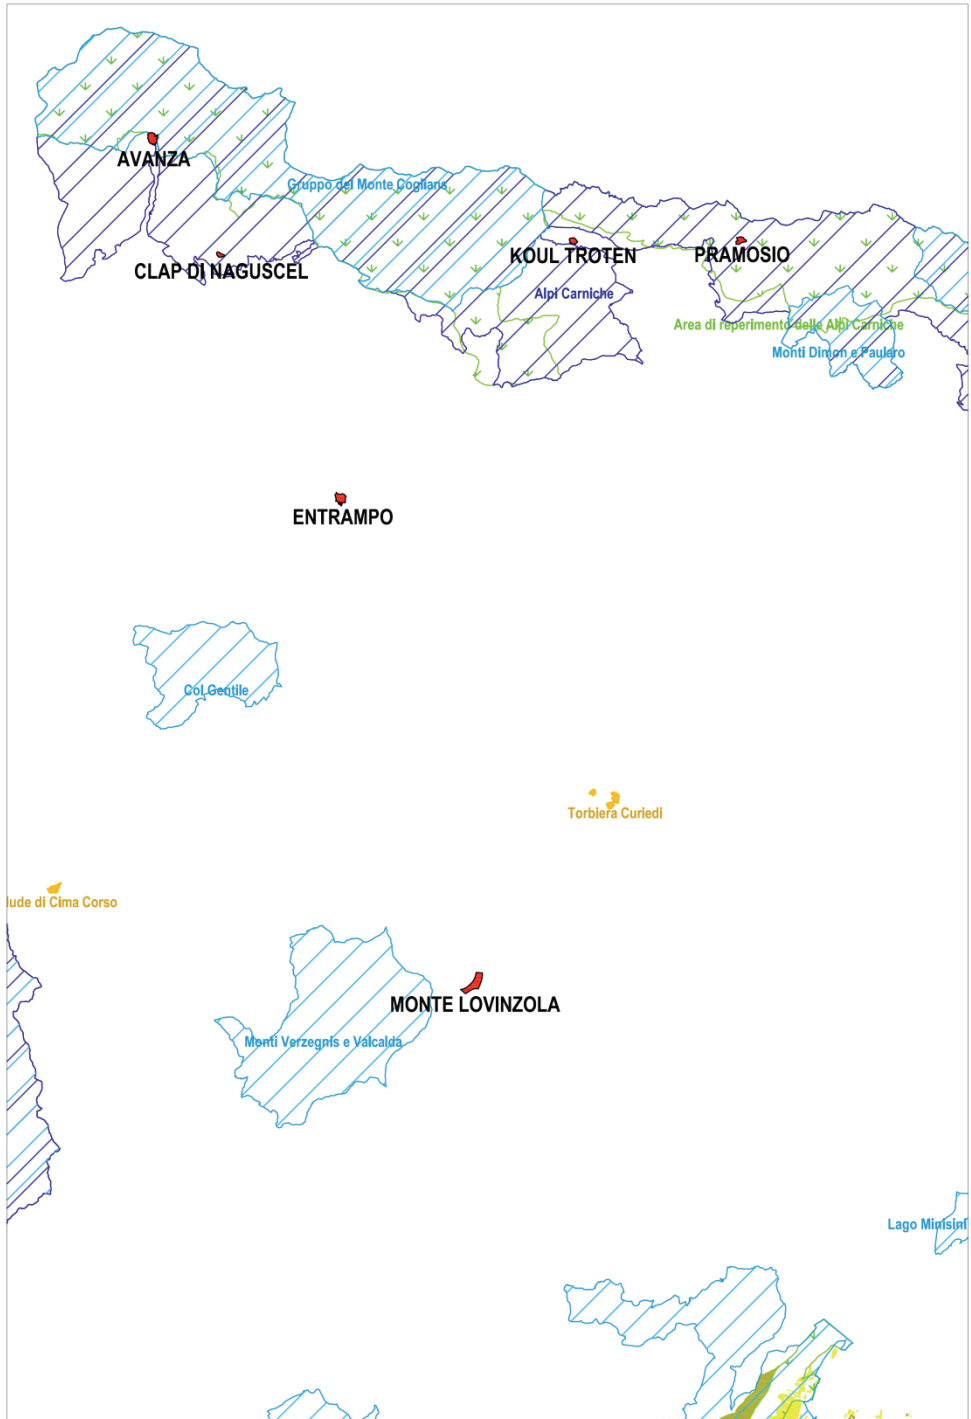 AVANZA
Gruppo del Monte Coglians
KOUL TROTEN
PRAMOSIO
CLAP DI NAGUSCEL
Alpi Carniche
Area di reperimento delle Alpi Carniche
Monti Dimon e Paularo
ENTRAMPO
Col Gentile
Torbiera Curiedi
lude di Cima Corso
MONTE LOVINZOLA
Monti Verzegnis e Valcalda
Lago Minisini